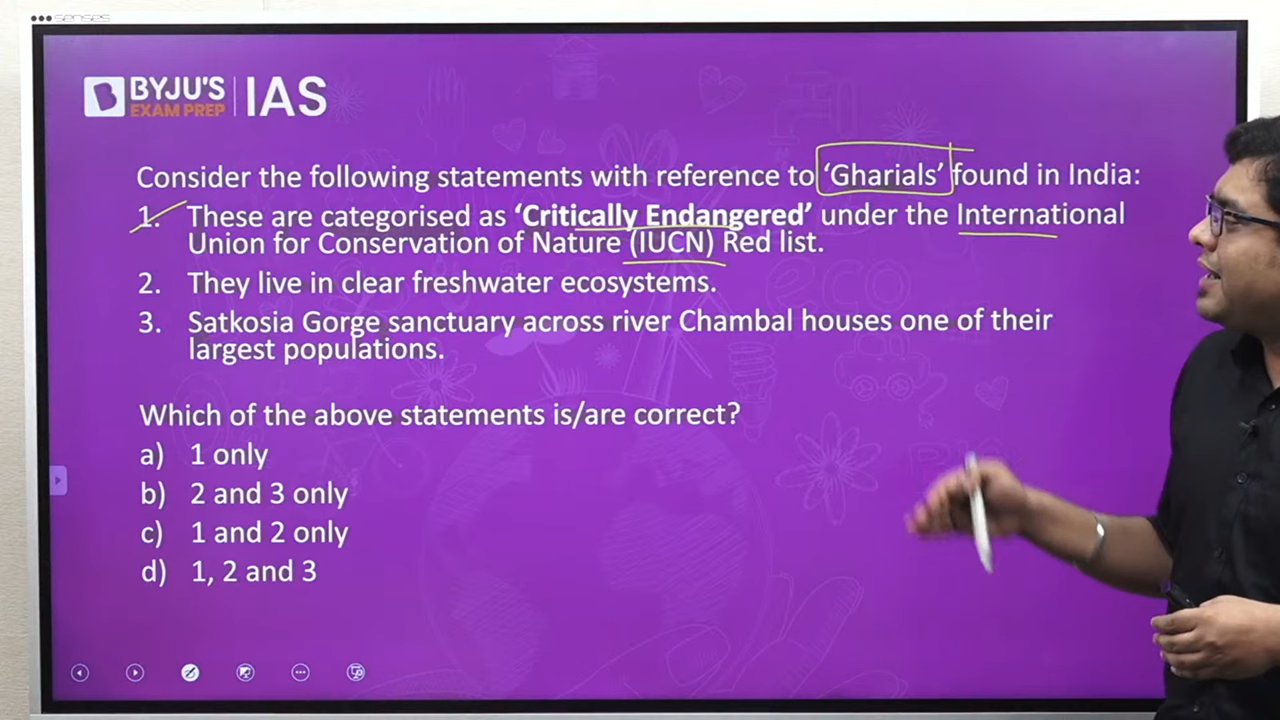 senses
BYJU'S
EXAM PREP
IAS
Consider the following statements with reference to ‘Gharials’ found in India:
1. These are categorised as ‘Critically Endangered’ under the International
Union for Conservation of Nature (IUCN) Red list.
2. They live in clear freshwater ecosystems.
3. Satkosia Gorge sanctuary across river Chambal houses one of their
largest populations.
Which of the above statements is/are correct?
a) 1 only
b) 2 and 3 only
c) 1 and 2 only
d) 1, 2 and 3
eco